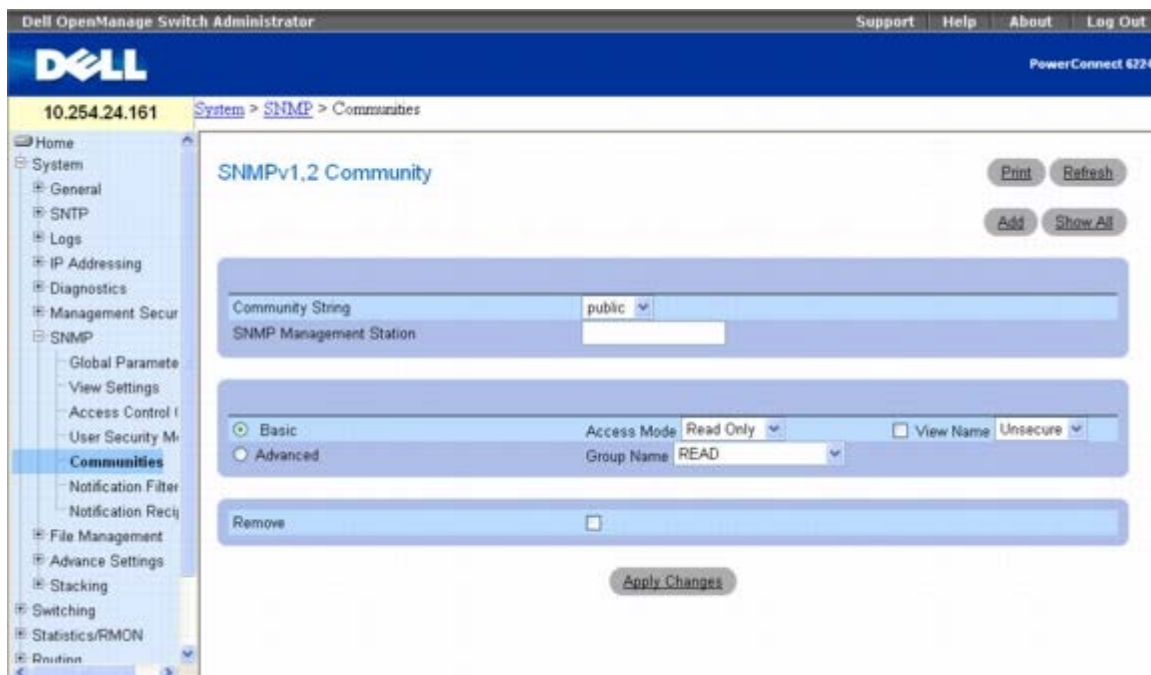 Dell OpenManage Switch Administrator
Support Help About Log Out
DELL
PowerConnect 6224
10.254.24.161
System > SNMP > Communities
Home
System
General
SNTP
Logs
IP Addressing
Diagnostics
Management Secur
SNMP
Global Paramete
View Settings
Access Control
User Security M
Communities
Notification Filter
Notification Reci
File Management
Advance Settings
Stacking
Switching
Statistics/RMON
Routing
SNMPv1,2 Community
Print Refresh
Add Show All
Community String public
SNMP Management Station
Basic Access Mode Read Only View Name Unsecure
Advanced Group Name READ
Remove
Apply Changes